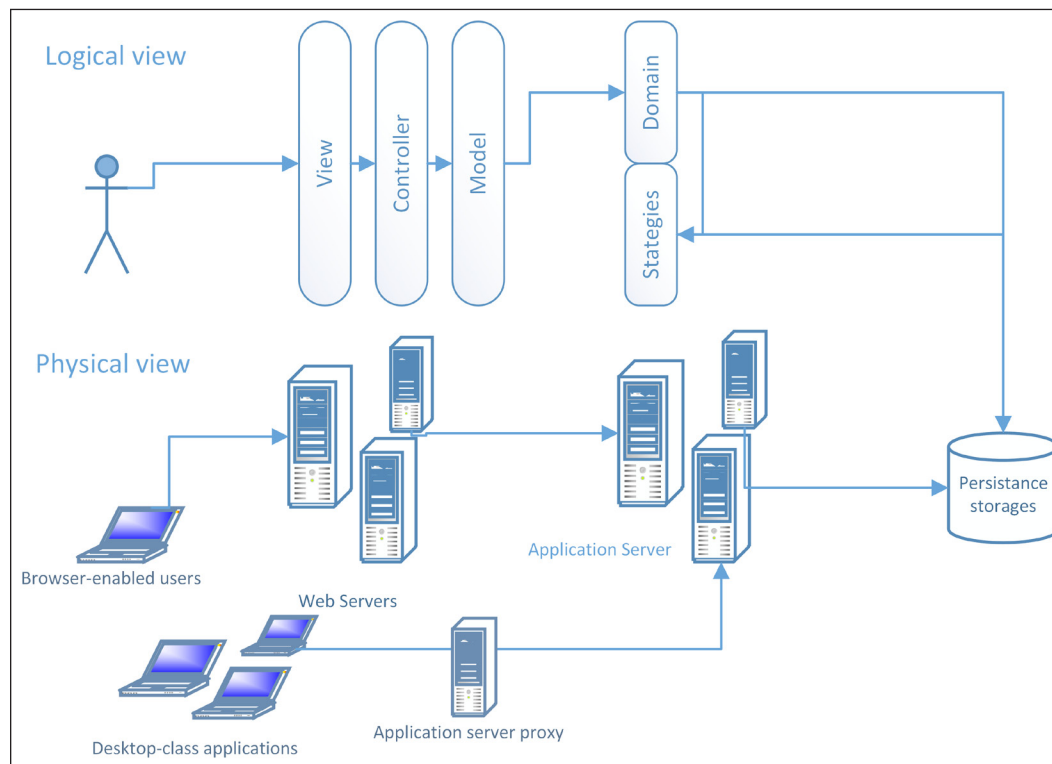 Logical view
View
Controller
Model
Domain
Stategies
Physical view
Persistance
storages
Application Server
Browser-enabled users
Web Servers
Application server proxy
Desktop-class applications